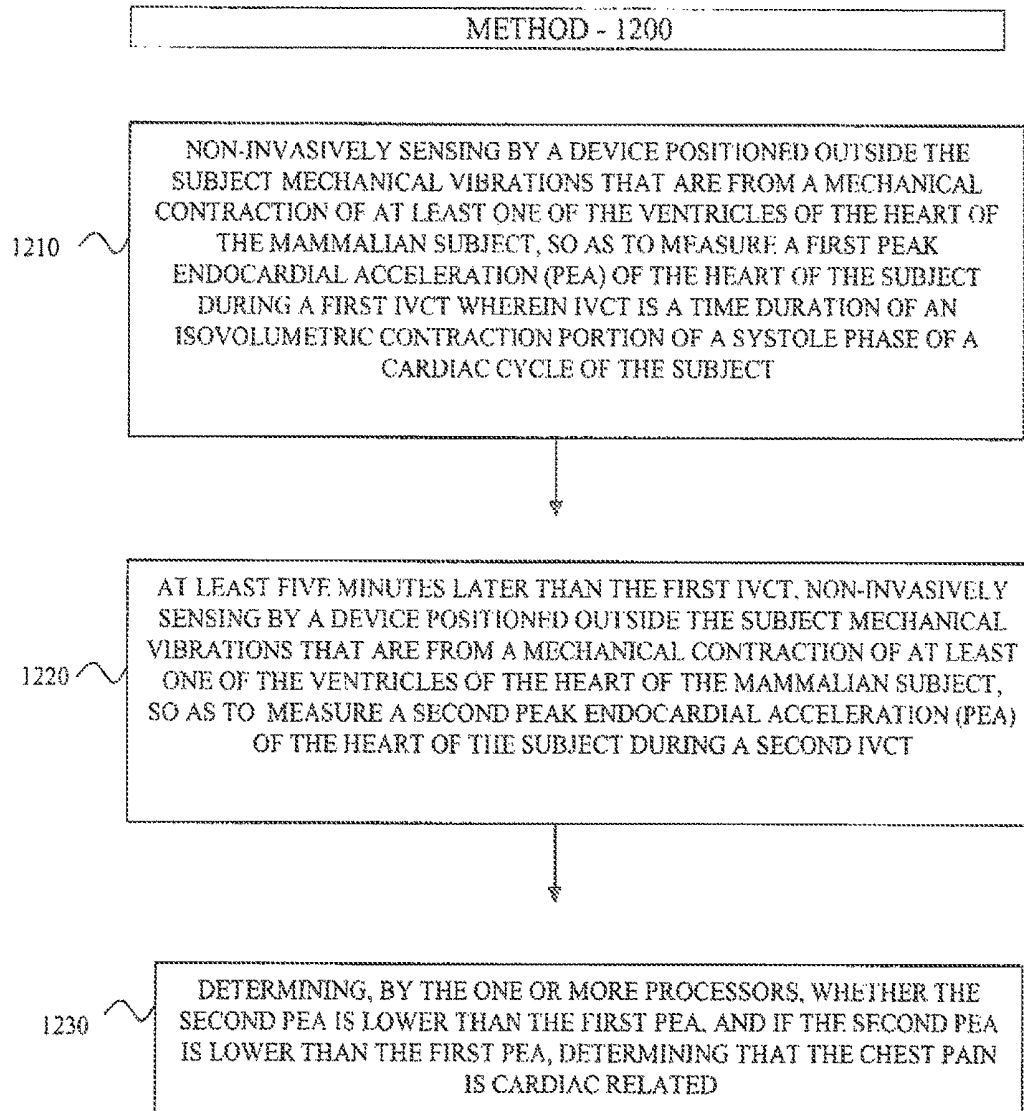 METHOD - 1200
NON-INVASIVELY SENSING BY A DEVICE POSITIONED OUTSIDE THE
SUBJECT MECHANICAL VIBRATIONS THAT ARE FROM A MECHANICAL
CONTRACTION OF AT LEAST ONE OF THE VENTRICLES OF THE HEART OF
THE MAMMALIAN SUBJECT, SO AS TO MEASURE A FIRST PEAK
ENDOCARDIAL ACCELERATION (PEA) OF THE HEART OF THE SUBJECT
DURING A FIRST IVCT WHEREIN IVCT IS A TIME DURATION OF AN
ISOVOLUMETRIC CONTRACTION PORTION OF A SYSTOLE PHASE OF A
CARDIAC CYCLE OF THE SUBJECT
1210
AT LEAST FIVE MINUTES LATER THAN THE FIRST IVCT, NON-INVASIVELY
SENSING BY A DEVICE POSITIONED OUTSIDE THE SUBJECT MECHANICAL
VIBRATIONS THAT ARE FROM A MECHANICAL CONTRACTION OF AT LEAST
ONE OF THE VENTRICLES OF THE HEART OF THE MAMMALIAN SUBJECT,
SO AS TO MEASURE A SECOND PEAK ENDOCARDIAL ACCELERATION (PEA)
OF THE HEART OF THE SUBJECT DURING A SECOND IVCT
1220
DETERMINING, BY THE ONE OR MORE PROCESSORS, WHETHER THE
SECOND PEA IS LOWER THAN THE FIRST PEA, AND IF THE SECOND PEA
IS LOWER THAN THE FIRST PEA, DETERMINING THAT THE CHEST PAIN
IS CARDIAC RELATED
1230